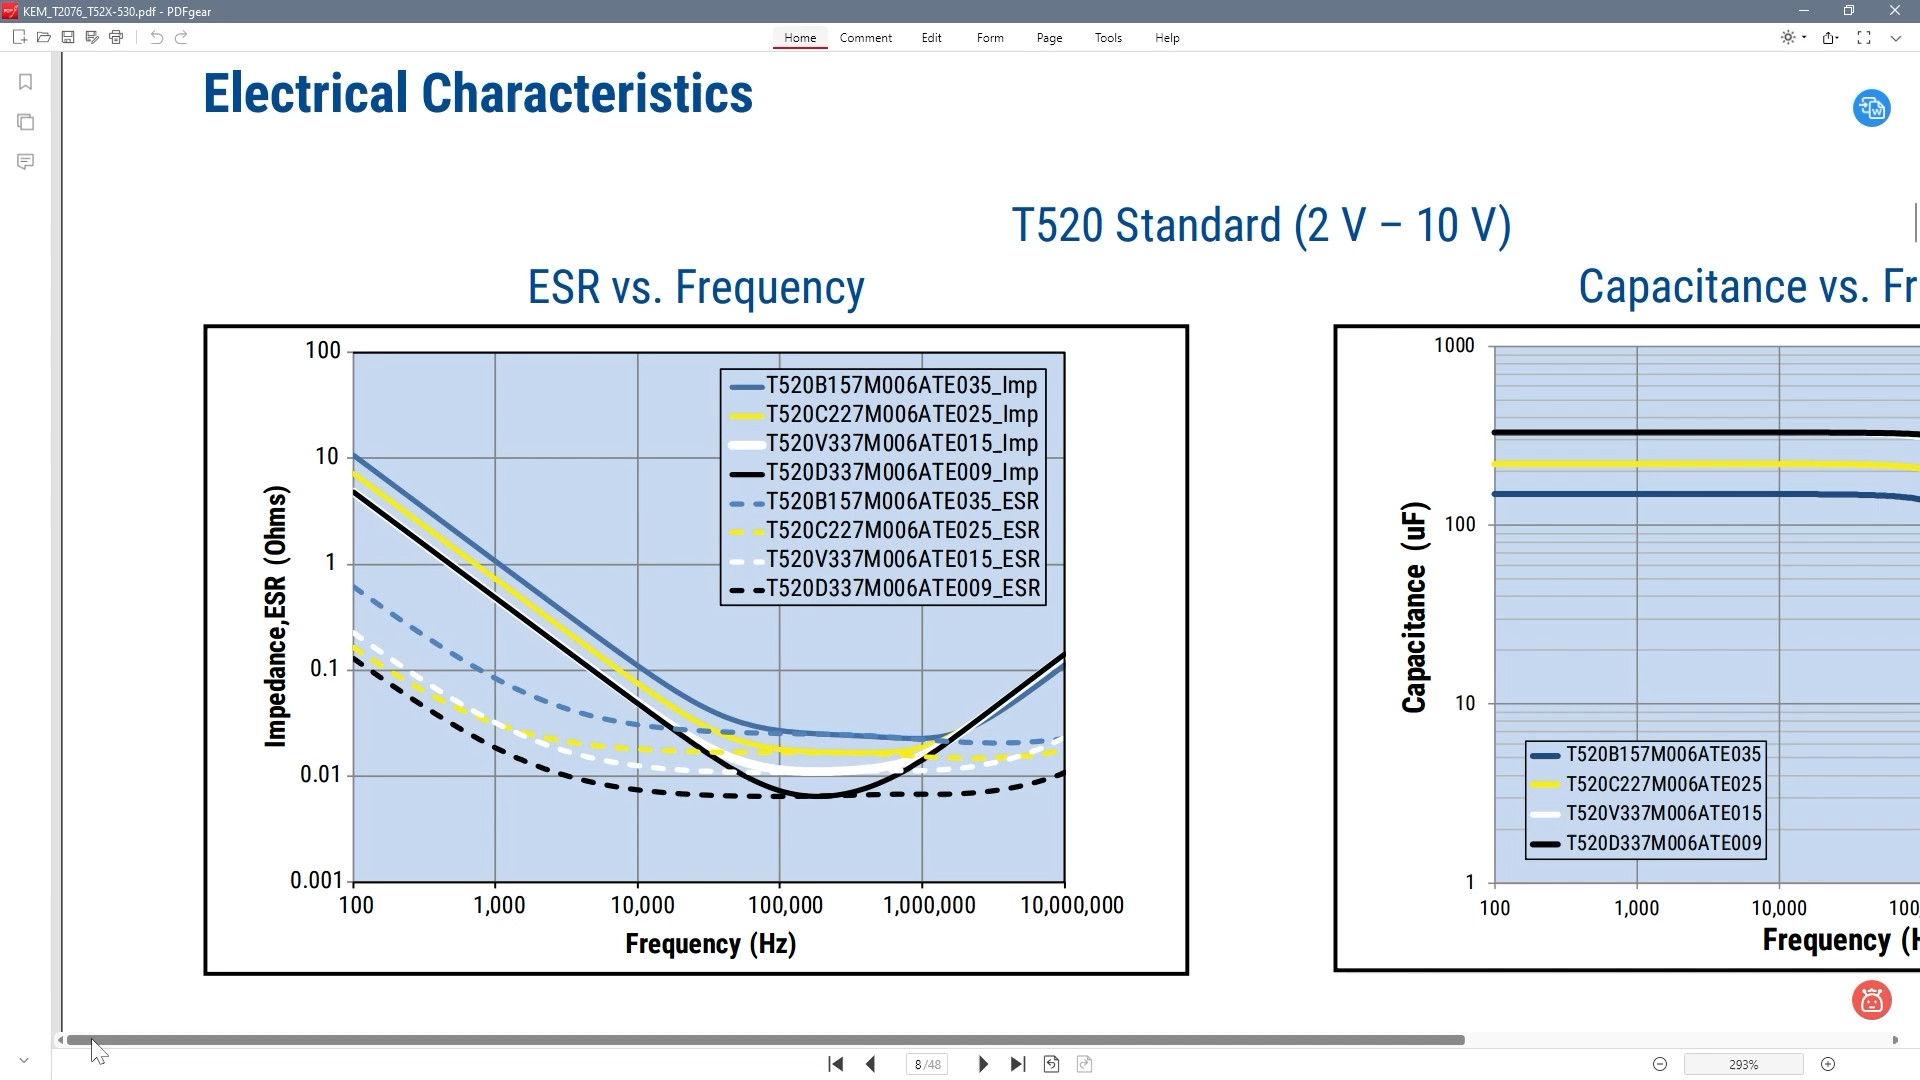 KEM_T2076_T52X-530.pdf - PDFgear
Home Comment Edit Form Page Tools Help
Electrical Characteristics
T520 Standard (2 V – 10 V)
ESR vs. Frequency
100
10
1
0.1
0.01
0.001
Impedance,ESR (Ohms)
T520B157M006ATE035_Imp
T520C227M006ATE025_Imp
T520V337M006ATE015_Imp
T520D337M006ATE009_Imp
T520B157M006ATE035_ESR
T520C227M006ATE025_ESR
T520V337M006ATE015_ESR
T520D337M006ATE009_ESR
100 1,000 10,000 100,000 1,000,000 10,000,000
Frequency (Hz)
Capacitance vs. Fr
1000
100
10
1
Capacitance (uF)
T520B157M006ATE035
T520C227M006ATE025
T520V337M006ATE015
T520D337M006ATE009
100 1,000 10,000 100,
Frequency (H
8 /48
293%